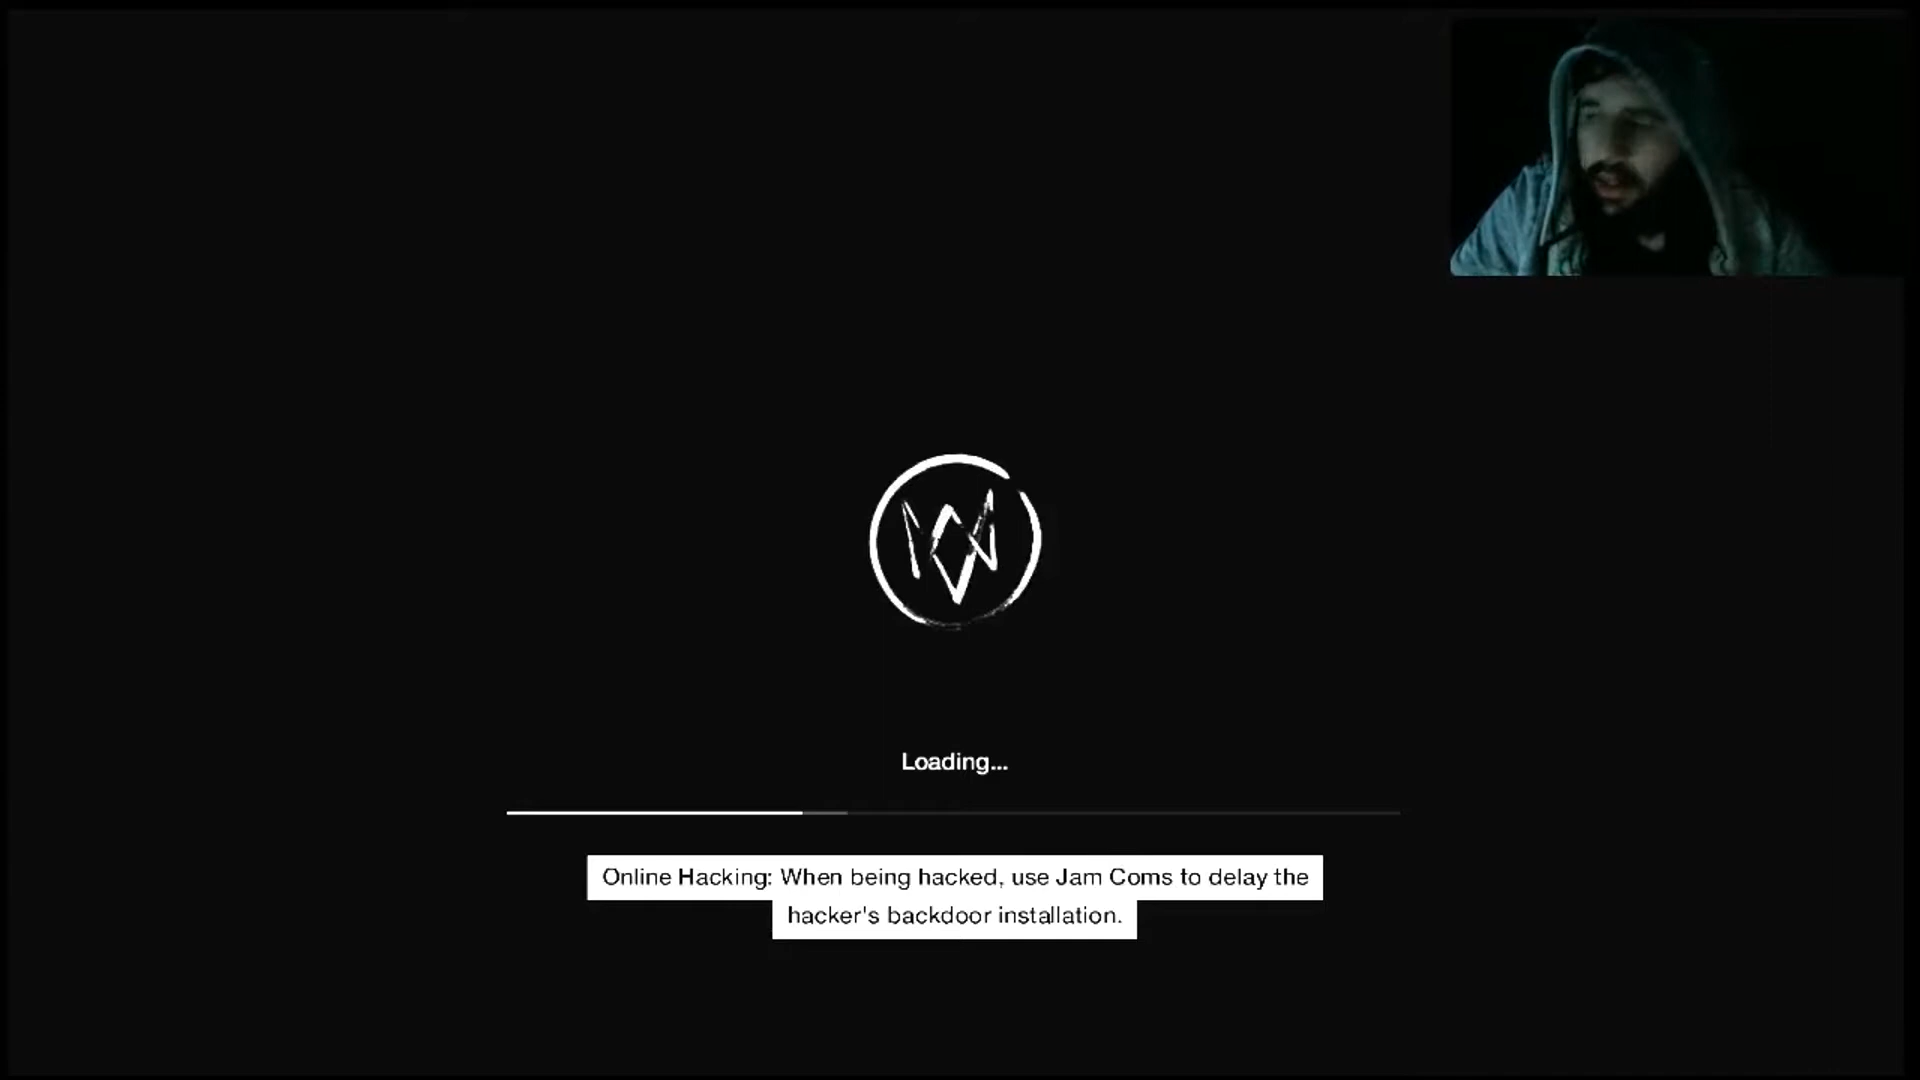 Loading...
Online Hacking: When being hacked, use Jam Coms to delay the
hacker's backdoor installation.